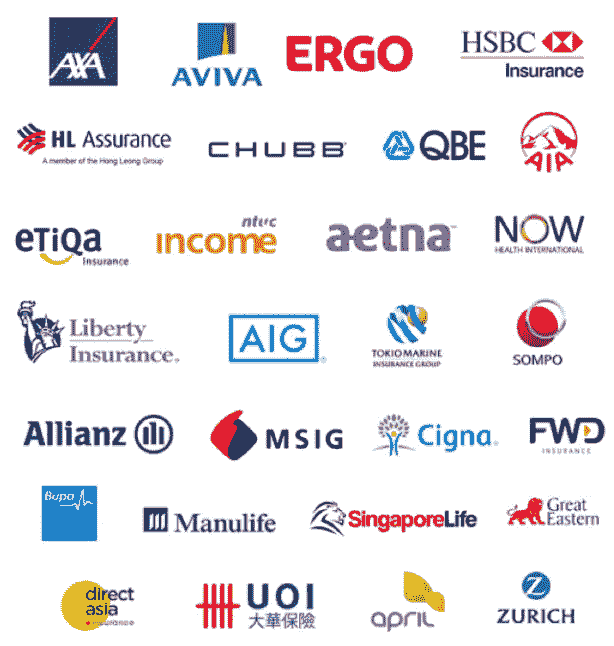 AXA
AVIVA
ERGO
HSBC
Insurance
HL Assurance
A member of the Hong Leong Group
CHUBB
QBE
AIA
eTiQa
Insurance
ntuc
income
aetna
NOW
HEALTH INTERNATIONAL
Liberty
Insurance
AIG
TOKIO MARINE
INSURANCE GROUP
SOMPO
Allianz
MSIG
Cigna
FWD
INSURANCE
Bupa
Manulife
SingaporeLife
Great
Eastern
direct
asia
insurance
UOI
大華保險
april
Z
ZURICH